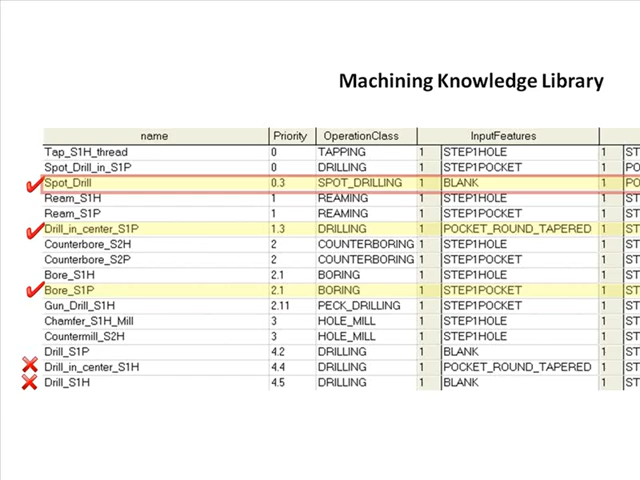 Machining Knowledge Library
name Priority OperationClass InputFeatures
Tap_S1H_thread 0 TAPPING 1 STEP1HOLE 1 ST
Spot_Drill_in_S1P 0 DRILLING 1 STEP1POCKET 1 PO
Spot_Drill 0.3 SPOT_DRILLING 1 BLANK 1 PO
Ream_S1H 1 REAMING 1 STEP1HOLE 1 ST
Ream_S1P 1 REAMING 1 STEP1POCKET 1 ST
Drill_in_center_S1P 1.3 DRILLING 1 POCKET_ROUND_TAPERED 1 ST
Counterbore_S2H 2 COUNTERBORING 1 STEP1HOLE 1 ST
Counterbore_S2P 2 COUNTERBORING 1 STEP1POCKET 1 ST
Bore_S1H 2.1 BORING 1 STEP1HOLE 1 ST
Bore_S1P 2.1 BORING 1 STEP1POCKET 1 ST
Gun_Drill_S1H 2.11 PECK_DRILLING 1 STEP1POCKET 1 ST
Chamfer_S1H_Mill 3 HOLE_MILL 1 STEP1HOLE 1 ST
Countermill_S2H 3 HOLE_MILL 1 STEP1HOLE 1 ST
Drill_S1P 4.2 DRILLING 1 BLANK 1 ST
Drill_in_center_S1H 4.4 DRILLING 1 POCKET_ROUND_TAPERED 1 ST
Drill_S1H 4.5 DRILLING 1 BLANK 1 ST